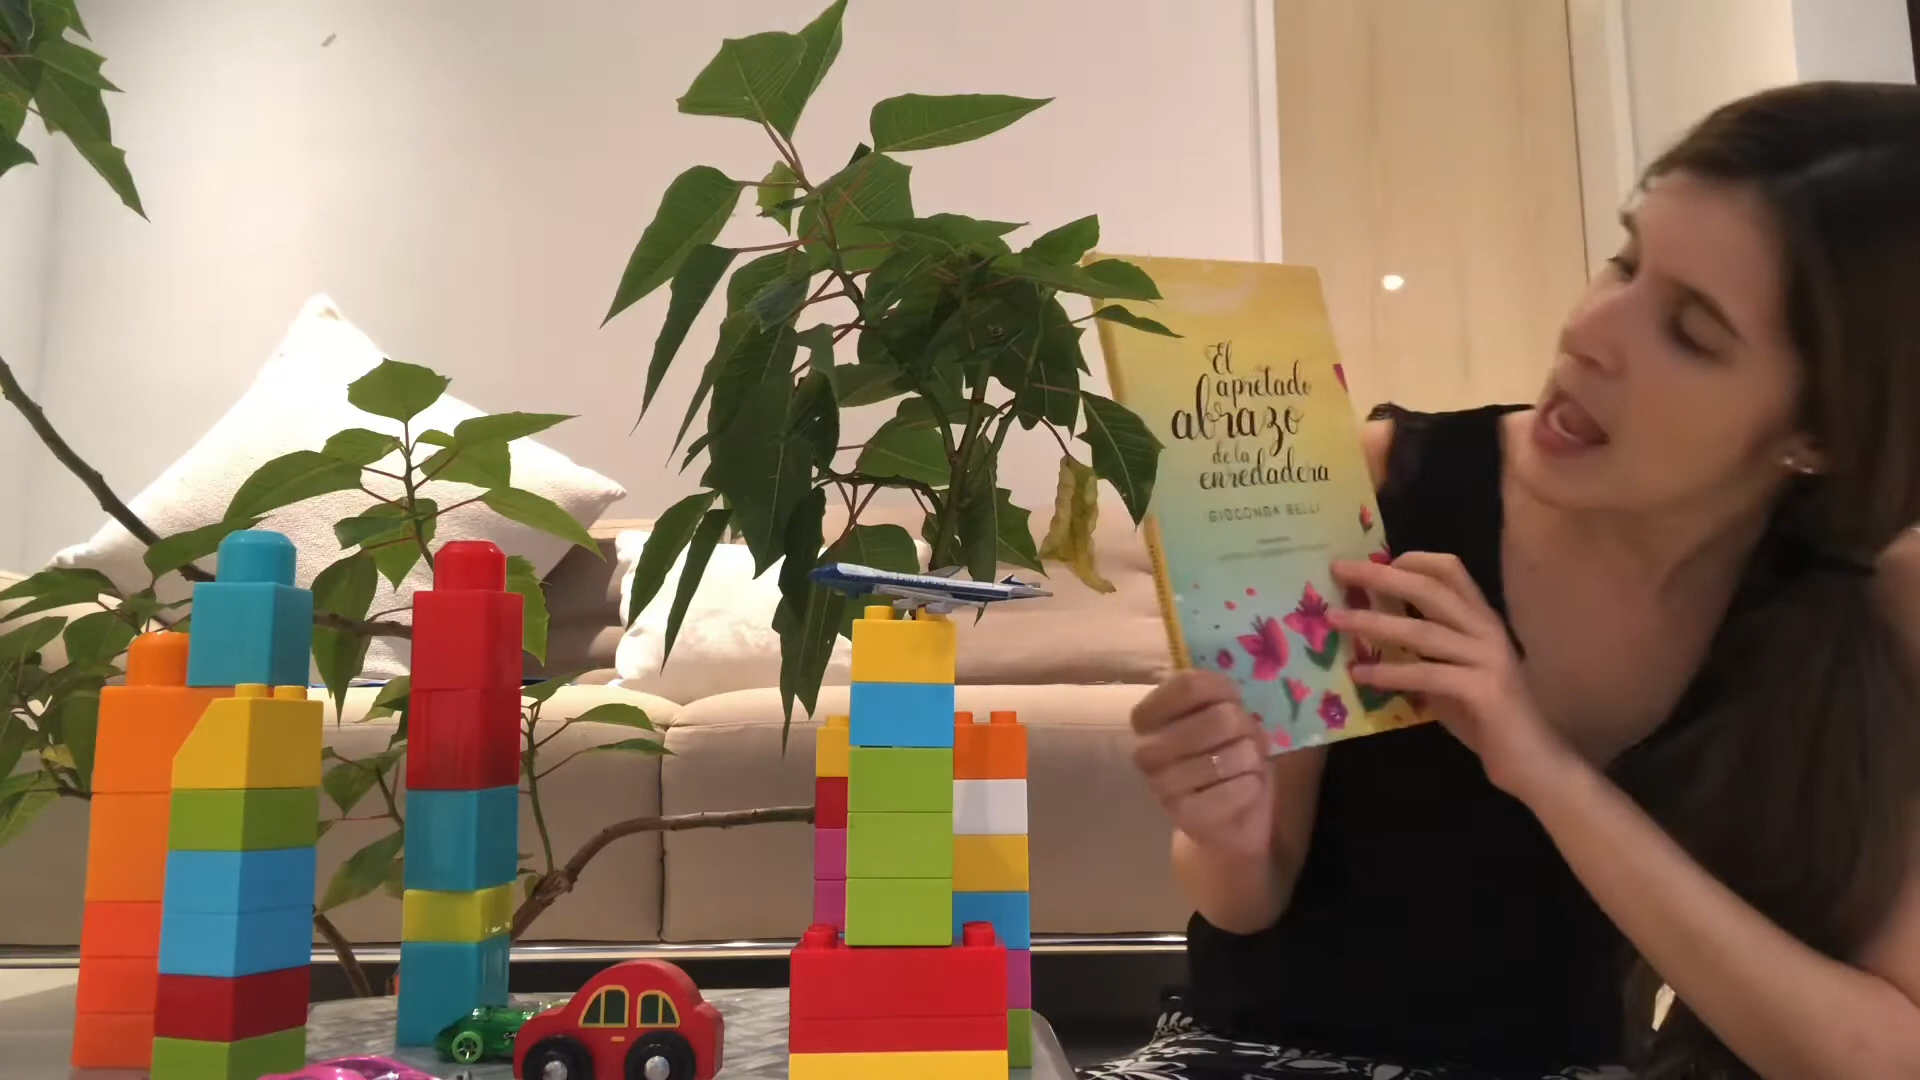 El
apretado
abrazo
de la
enredadera
GIOCONDA BELLI